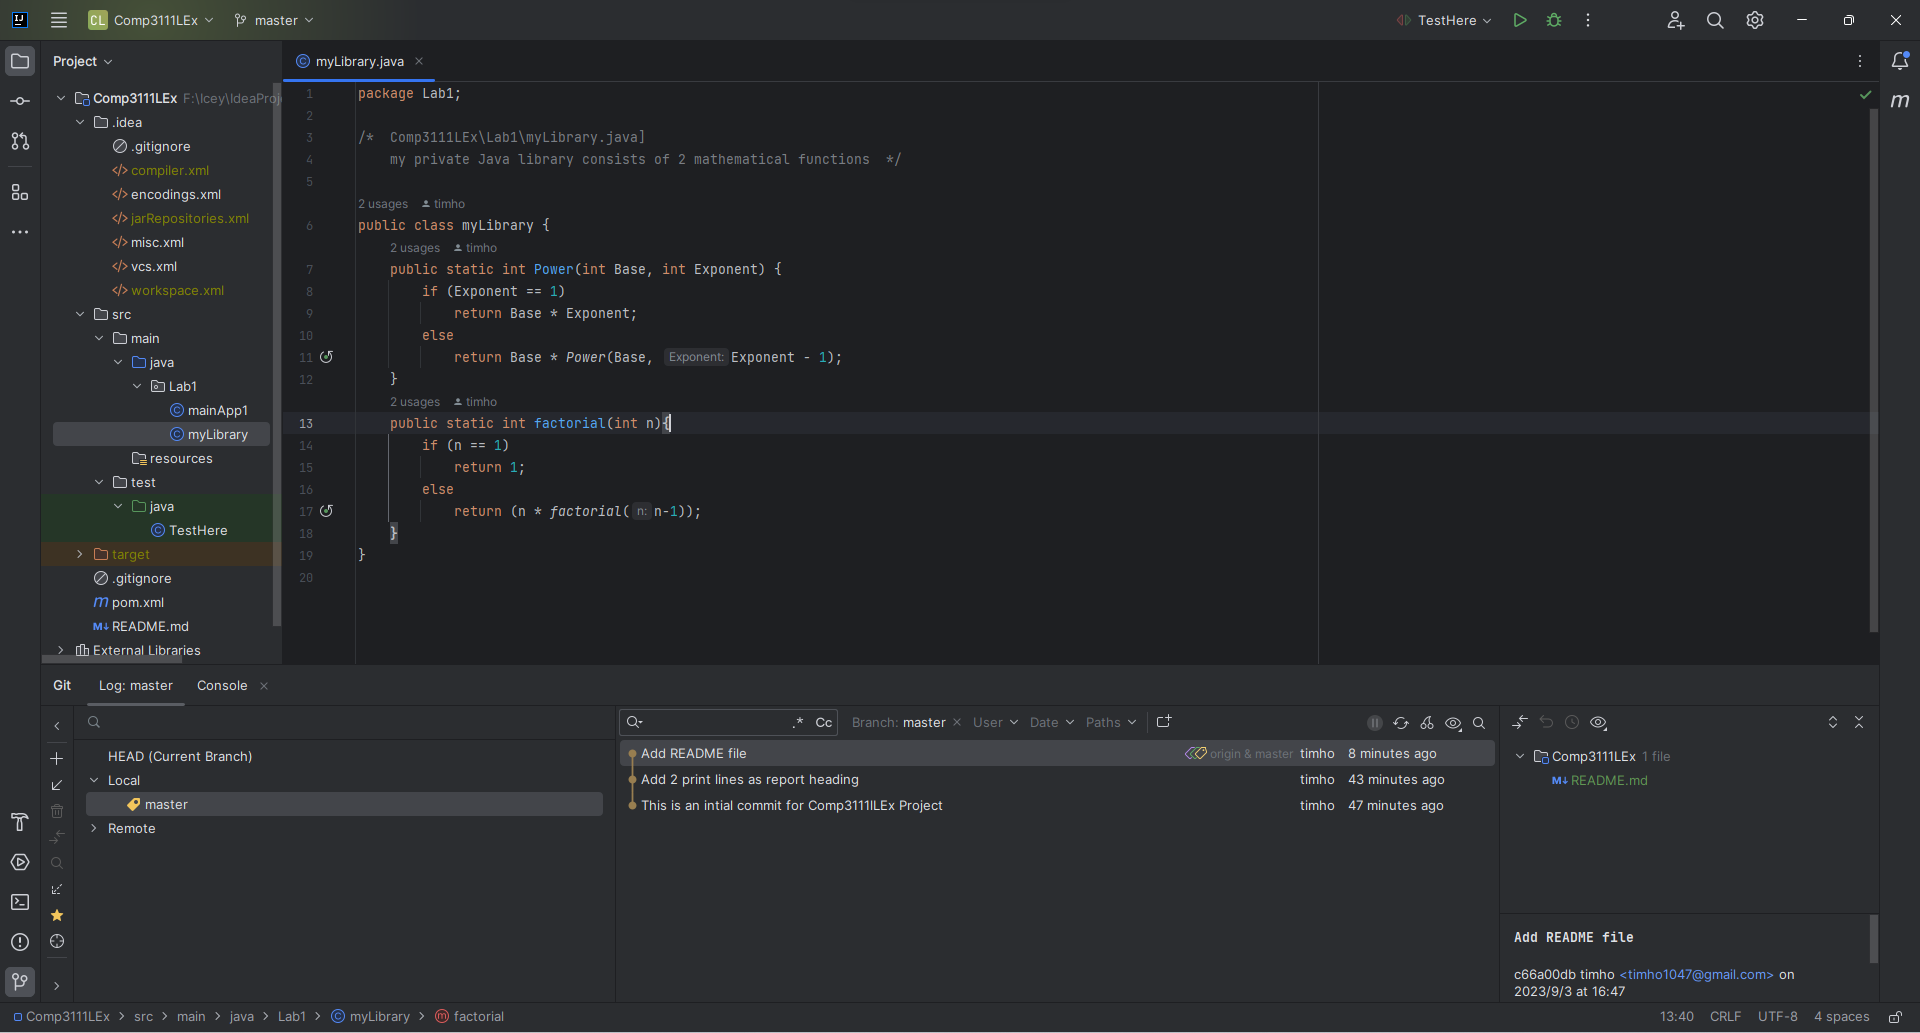 CL Comp3111LEx master TestHere
Project
myLibrary.java
Comp3111LEx F:\Icey\IdeaProj
.idea
.gitignore
compiler.xml
encodings.xml
jarRepositories.xml
misc.xml
vcs.xml
workspace.xml
src
main
java
Lab1
mainApp1
myLibrary
resources
test
java
TestHere
target
.gitignore
pom.xml
README.md
External Libraries
1 package Lab1;
2
3 /* Comp3111LEx\Lab1\myLibrary.java]
4 my private Java library consists of 2 mathematical functions */
5
2 usages timho
6 public class myLibrary {
2 usages timho
7 public static int Power(int Base, int Exponent) {
8 if (Exponent == 1)
9 return Base * Exponent;
10 else
11 return Base * Power(Base, Exponent: Exponent - 1);
12 }
2 usages timho
13 public static int factorial(int n){
14 if (n == 1)
15 return 1;
16 else
17 return (n * factorial( n: n-1));
18 }
19 }
20
Git Log: master Console
HEAD (Current Branch)
Local
master
Remote
.* Cc Branch: master User Date Paths
Add README file origin & master timho 8 minutes ago
Add 2 print lines as report heading timho 43 minutes ago
This is an intial commit for Comp3111lLEx Project timho 47 minutes ago
Comp3111LEx 1 file
M↓ README.md
Add README file
c66a00db timho <timho1047@gmail.com> on
2023/9/3 at 16:47
Comp3111LEx > src > main > java > Lab1 > myLibrary > factorial
13:40 CRLF UTF-8 4 spaces